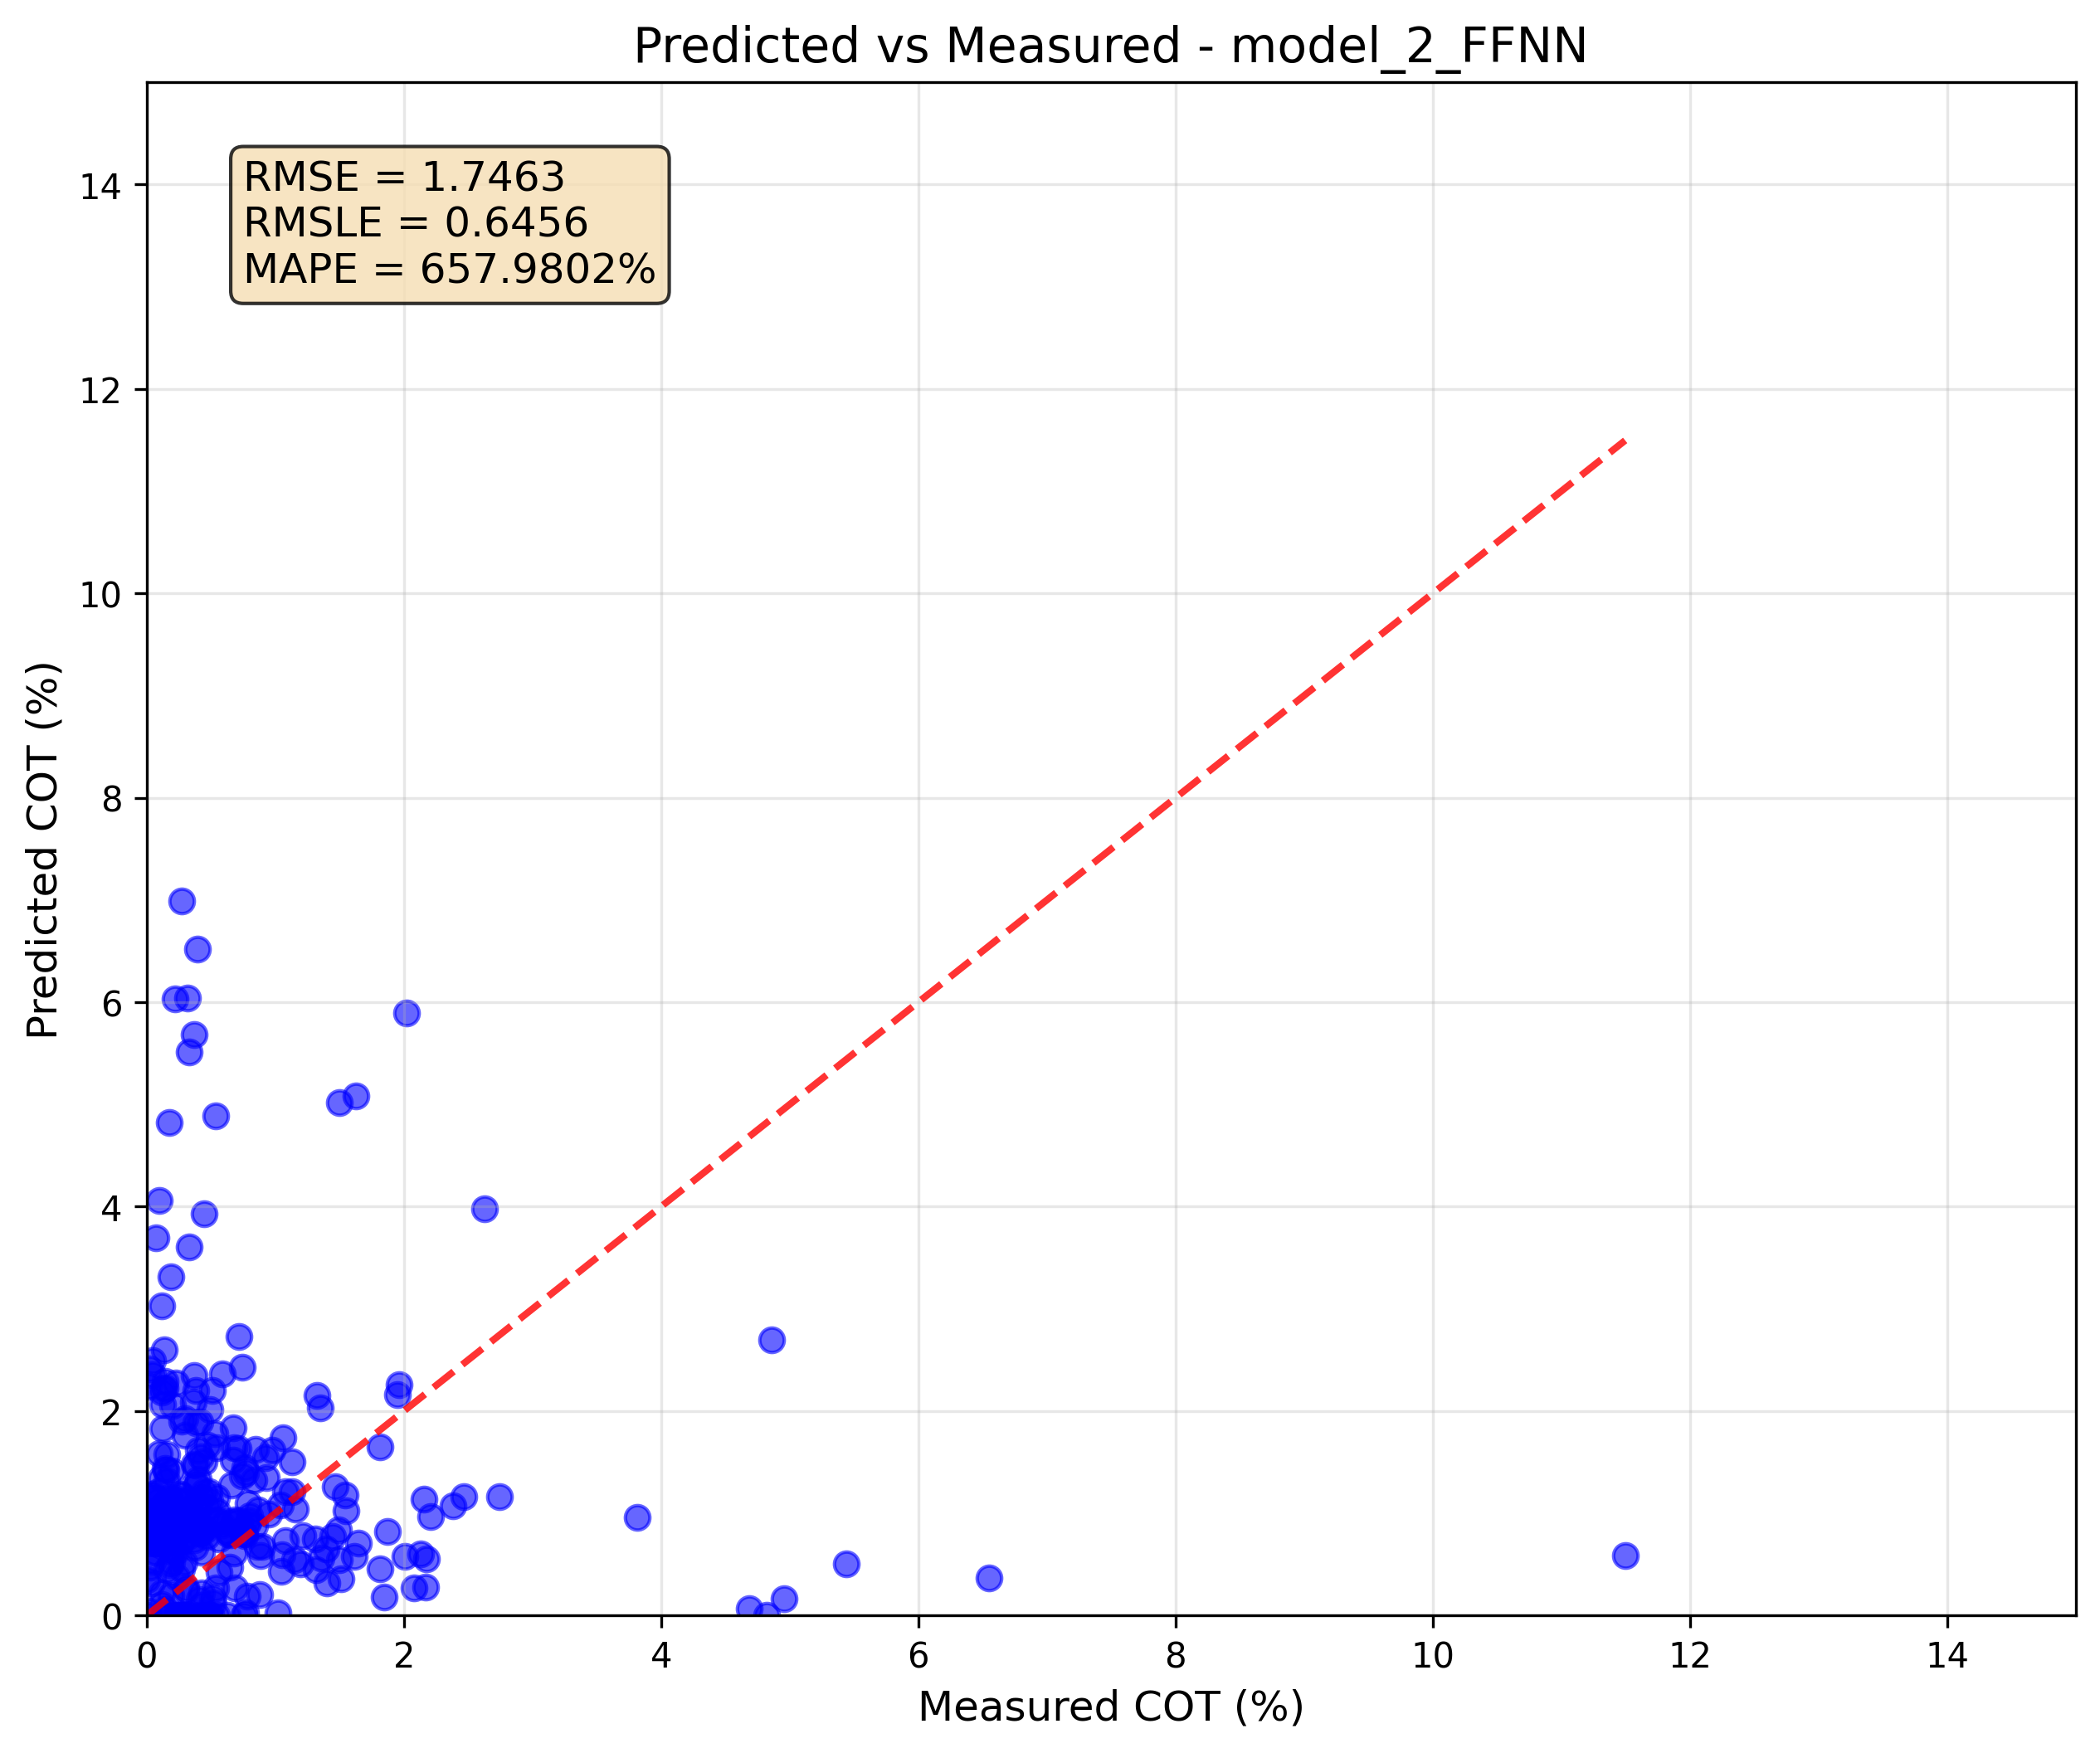 Predicted vs Measured - model_2_FFNN
RMSE = 1.7463
RMSLE = 0.6456
MAPE = 657.9802%
14
12
10
8
6
4
2
0
Predicted COT (%)
0 2 4 6 8 10 12 14
Measured COT (%)